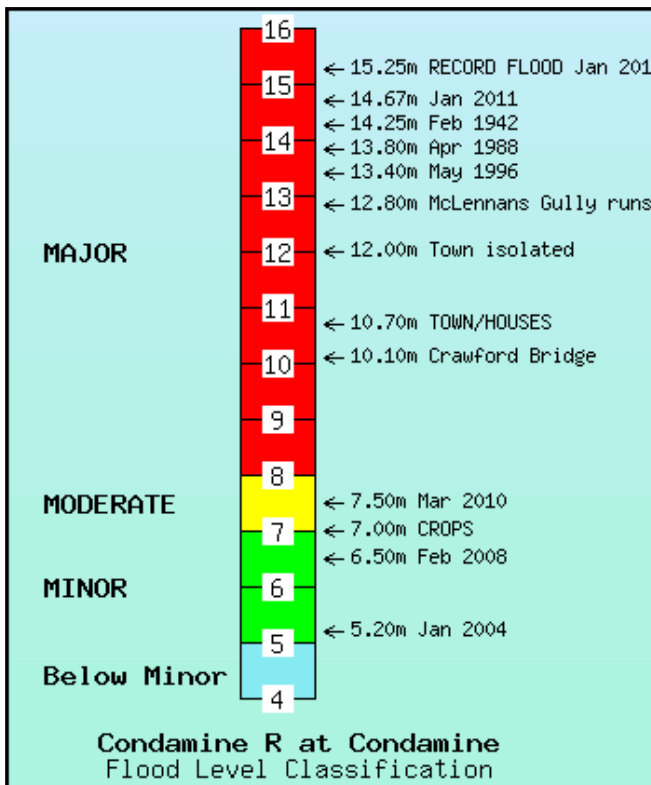 16
15.25m RECORD FLOOD Jan 201
15
14.67m Jan 2011
14.25m Feb 1942
14
13.80m Apr 1988
13.40m May 1996
13
12.80m McLennans Gully runs
MAJOR
12
12.00m Town isolated
11
10.70m TOWN/HOUSES
10.10m Crawford Bridge
10
9
8
MODERATE
7.50m Mar 2010
7
7.00m CROPS
6.50m Feb 2008
MINOR
6
5.20m Jan 2004
5
Below Minor
4
Condamine R at Condamine
Flood Level Classification